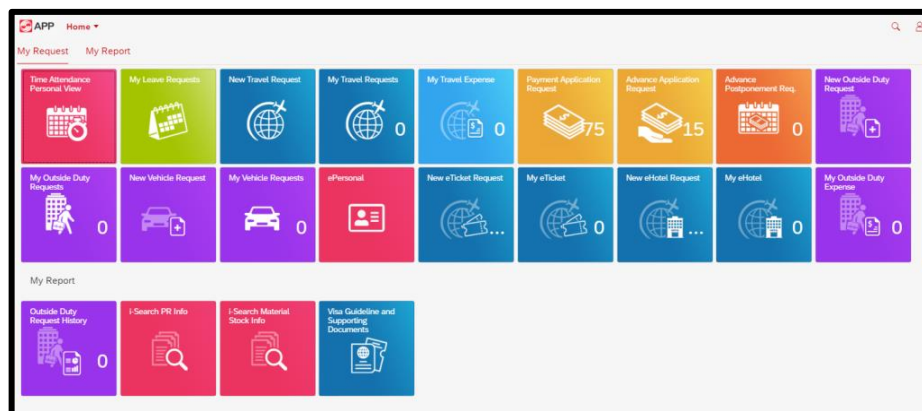 APP Home
My Request My Report
Time Attendance
Personal View
My Leave Requests
New Travel Request
My Travel Requests
0
My Travel Expense
0
Payment Application
Request
75
Advance Application
Request
15
Advance
Postponement Req.
0
New Outside Duty
Request
My Outside Duty
Requests
0
New Vehicle Request
My Vehicle Requests
0
ePersonal
New eTicket Request
...
My eTicket
0
New eHotel Request
...
My eHotel
0
My Outside Duty
Expense
0
My Report
Outside Duty
Request History
0
i-Search PR Info
i-Search Material
Stock Info
Visa Guideline and
Supporting
Documents